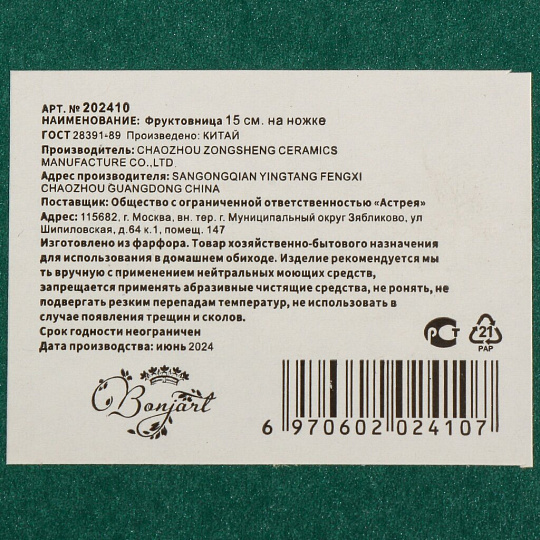 АРТ. № 202410
НАИМЕНОВАНИЕ: Фруктовница 15 см. на ножке
ГОСТ 28391-89 Произведено: КИТАЙ
Производитель: CHAOZHOU ZONGSHENG CERAMICS
MANUFACTURE CO.,LTD.
Адрес производителя: SANGONGQIAN YINGTANG FENGXI
CHAOZHOU GUANGDONG CHINA
Поставщик: Общество с ограниченной ответственностью «Астрея»
Адрес: 115682, г. Москва, вн. тер. г. Муниципальный округ Зябликово, ул
Шипиловская, д.64 к.1, помещ. 147
Изготовлено из фарфора. Товар хозяйственно-бытового назначения
для использования в домашнем обиходе. Изделие рекомендуется мы
ть вручную с применением нейтральных моющих средств,
запрещается применять абразивные чистящие средства, не ронять, не
подвергать резким перепадам температур, не использовать в
случае появления трещин и сколов.
Срок годности неограничен
Дата производства: июнь 2024
РСТ
21
PAP
Bonjart
6 970602 024107